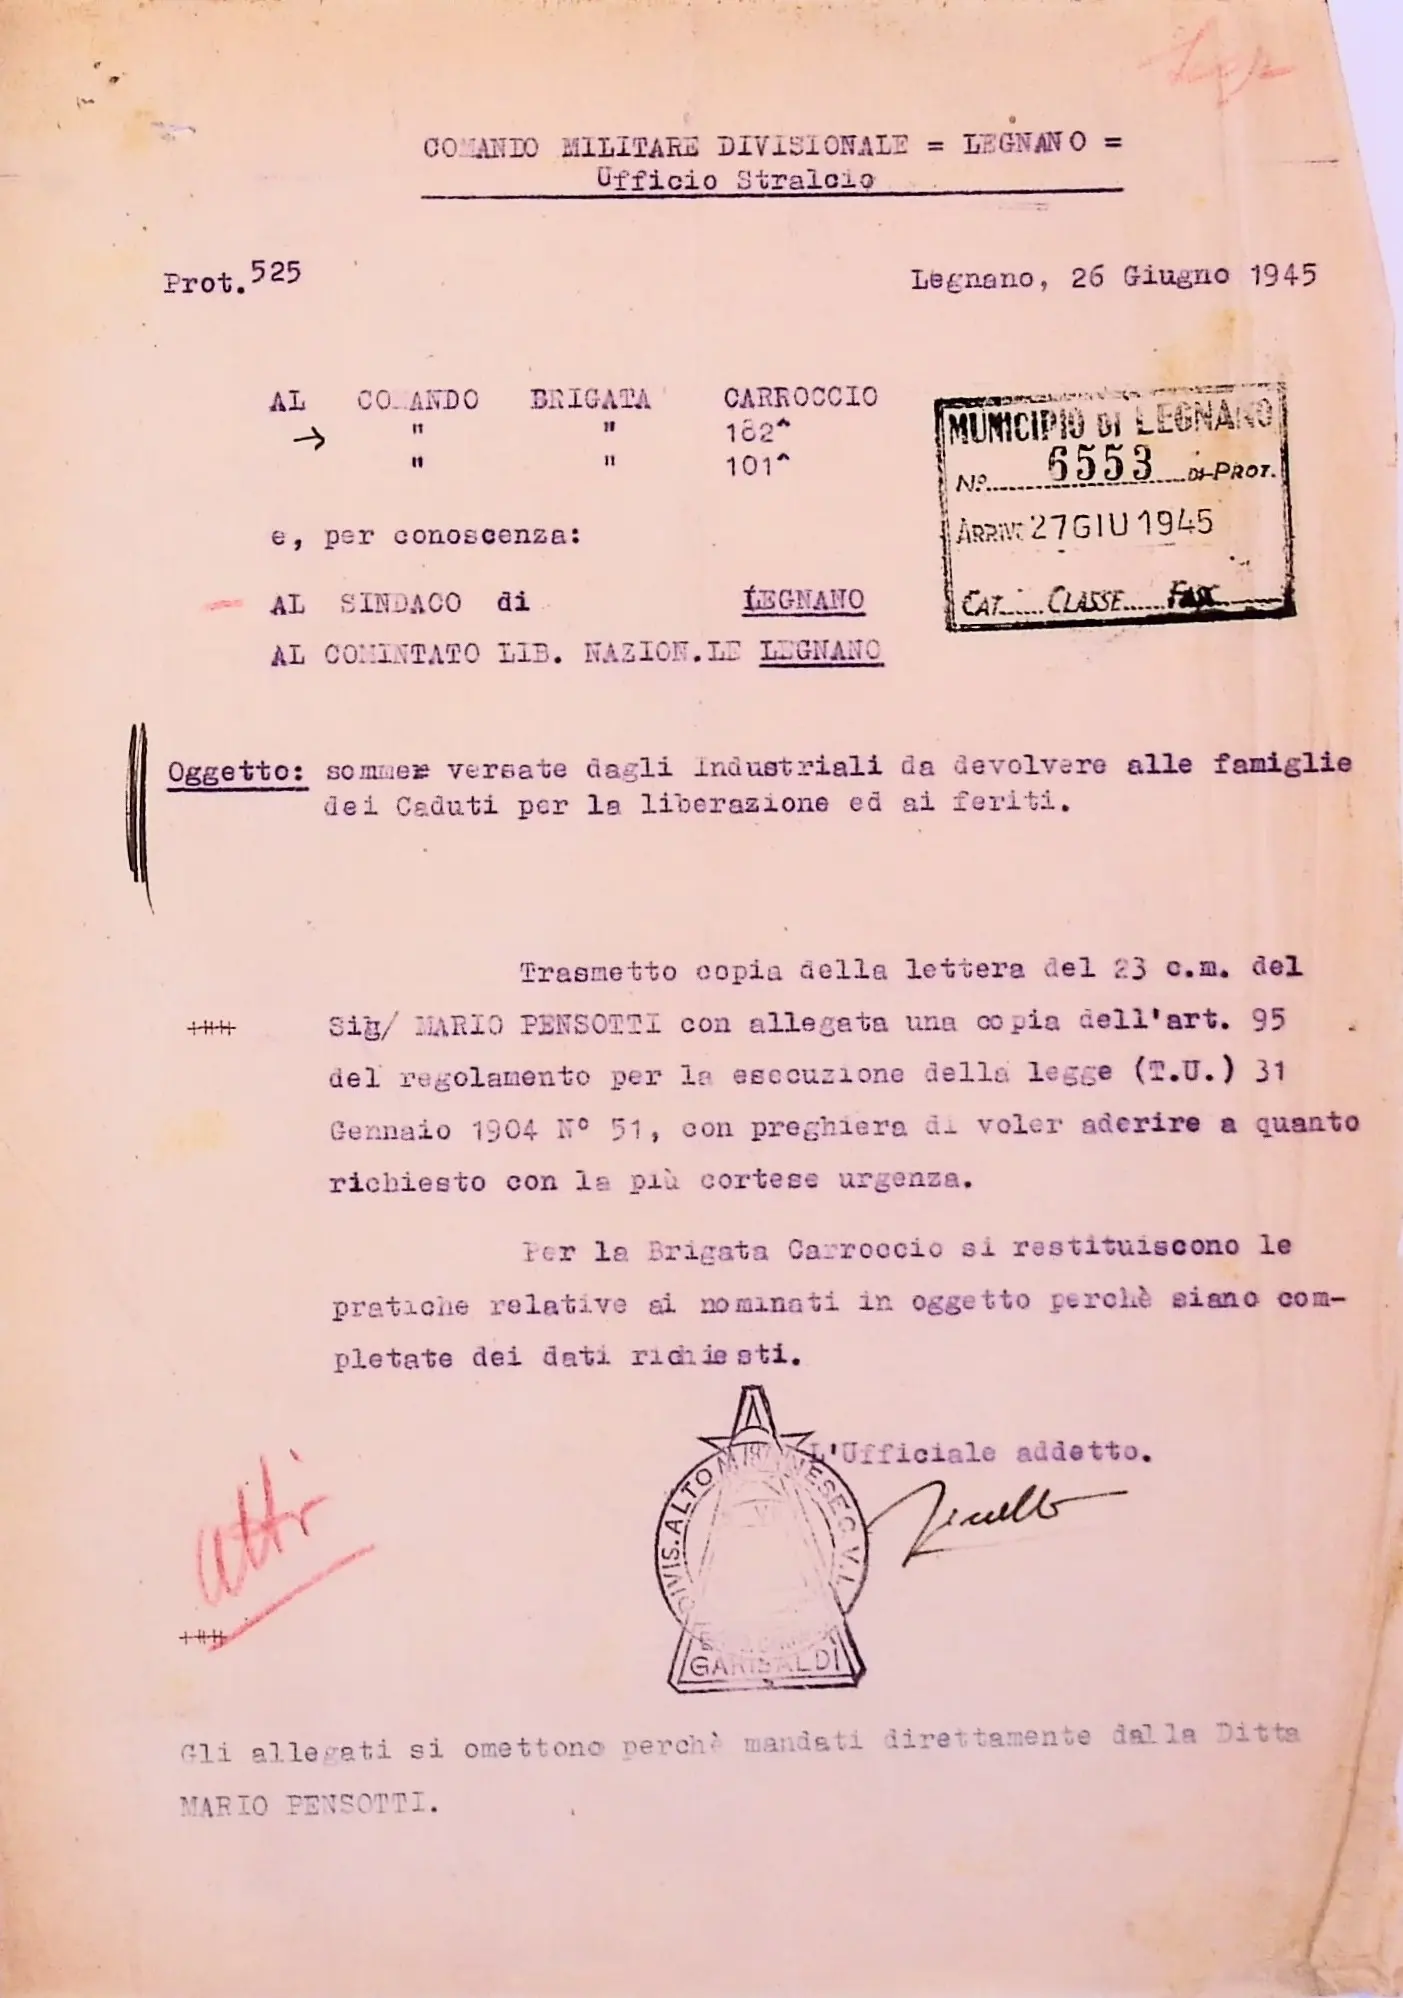 COMANDO MILITARE DIVISIONALE = LEGNANO =
Ufficio Stralcio
Prot. 525
Legnano, 26 Giugno 1945
AL COMANDO BRIGATA CARROCCIO
→ " " 182^
" " 101^
MUNICIPIO DI LEGNANO
Nº 6553 DI PROT.
ARRIVO 27 GIU 1945
CAT. CLASSE FASC.
e, per conoscenza:
AL SINDACO di LEGNANO
AL COMINTATO LIB. NAZION.LE LEGNANO
Oggetto: sommex versate dagli Industriali da devolvere alle famiglie
dei Caduti per la liberazione ed ai feriti.
Trasmetto copia della lettera del 23 c.m. del
Sig/ MARIO PENSOTTI con allegata una copia dell'art. 95
del regolamento per la esecuzione della legge (T.U.) 31
Gennaio 1904 N° 51, con preghiera di voler aderire a quanto
richiesto con la più cortese urgenza.
Per la Brigata Carroccio si restituiscono le
pratiche relative ai nominati in oggetto perchè siano com-
pletate dei dati richiesti.
L'Ufficiale addetto.
DIVIS. ALTO MILANESE C.V.L.
GARIBALDI
atti
Gli allegati si omettono perchè mandati direttamente dalla Ditta
MARIO PENSOTTI.